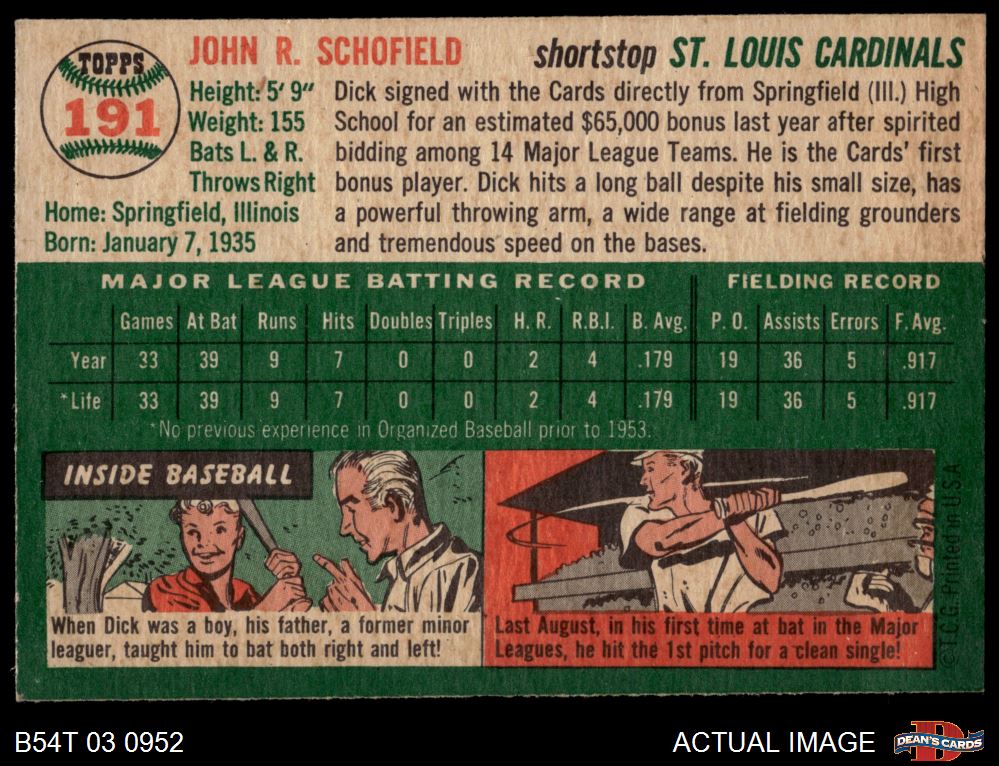 TOPPS
191
JOHN R. SCHOFIELD
shortstop ST. LOUIS CARDINALS
Height: 5' 9"
Weight: 155
Bats L. & R.
Throws Right
Home: Springfield, Illinois
Born: January 7, 1935
Dick signed with the Cards directly from Springfield (Ill.) High
School for an estimated $65,000 bonus last year after spirited
bidding among 14 Major League Teams. He is the Cards' first
bonus player. Dick hits a long ball despite his small size, has
a powerful throwing arm, a wide range at fielding grounders
and tremendous speed on the bases.
MAJOR LEAGUE BATTING RECORD FIELDING RECORD
Games At Bat Runs Hits Doubles Triples H. R. R.B.I. B. Avg. P. O. Assists Errors F. Avg.
Year 33 39 9 7 0 0 2 4 .179 19 36 5 .917
*Life 33 39 9 7 0 0 2 4 .179 19 36 5 .917
*No previous experience in Organized Baseball prior to 1953.
INSIDE BASEBALL
When Dick was a boy, his father, a former minor
leaguer, taught him to bat both right and left!
Last August, in his first time at bat in the Major
Leagues, he hit the 1st pitch for a clean single!
©T.C.G. Printed in U.S.A.
B54T 03 0952
ACTUAL IMAGE
DEAN'S CARDS